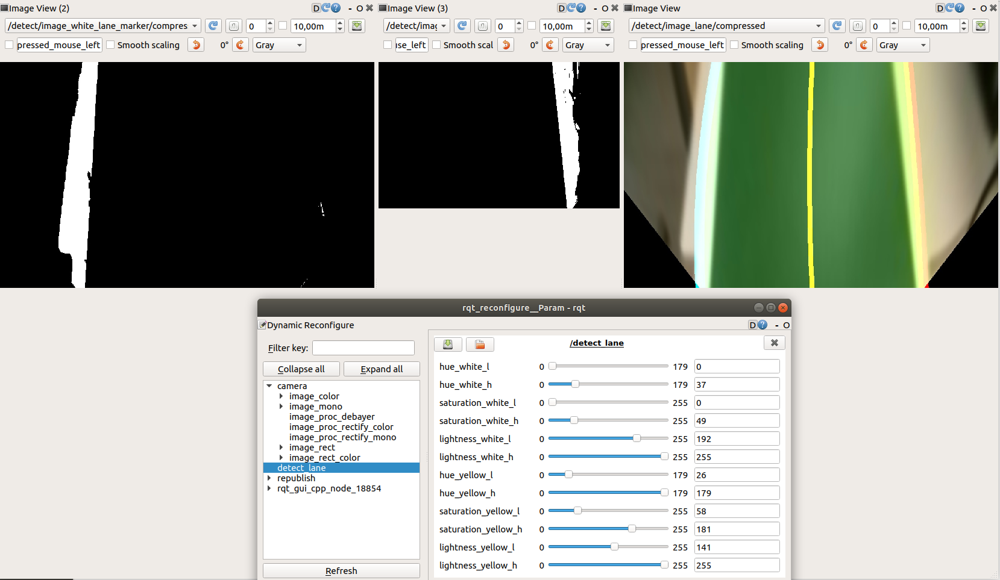 Image View (2) D - O
/detect/image_white_lane_marker/compres 0 10,00m
pressed_mouse_left Smooth scaling 0° Gray
Image View (3) D - O
/detect/imag 0 10,00m
use_left Smooth scal 0° Gray
Image View D - O
/detect/image_lane/compressed 0 10,00m
pressed_mouse_left Smooth scaling 0° Gray
rqt_reconfigure__Param - rqt
Dynamic Reconfigure D - O
Filter key:
Collapse all Expand all
camera
image_color
image_mono
image_proc_debayer
image_proc_rectify_color
image_proc_rectify_mono
image_rect
image_rect_color
detect_lane
republish
rqt_gui_cpp_node_18854
Refresh
/detect_lane
hue_white_l 0 179 0
hue_white_h 0 179 37
saturation_white_l 0 255 0
saturation_white_h 0 255 49
lightness_white_l 0 255 192
lightness_white_h 0 255 255
hue_yellow_l 0 179 26
hue_yellow_h 0 179 179
saturation_yellow_l 0 255 58
saturation_yellow_h 0 255 181
lightness_yellow_l 0 255 141
lightness_yellow_h 0 255 255